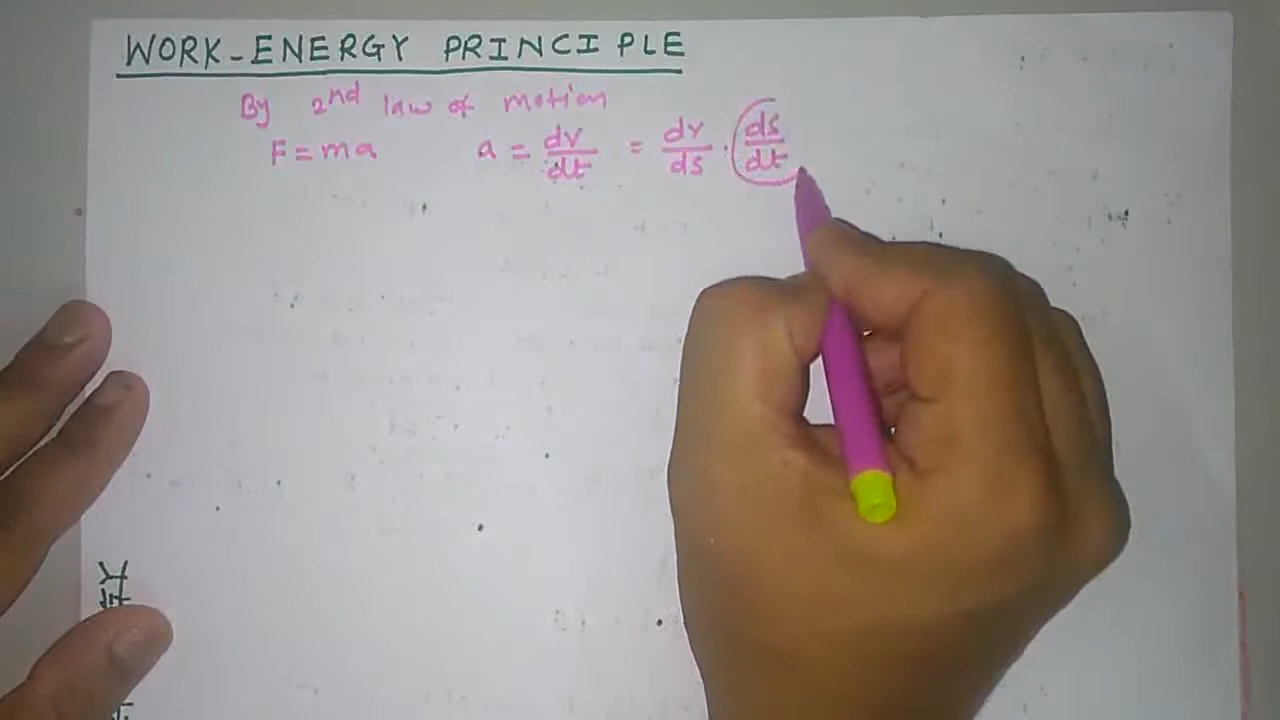 WORK-ENERGY PRINCIPLE
By 2nd law of motion
F = ma a = dv/dt = dv/ds · (ds/dt